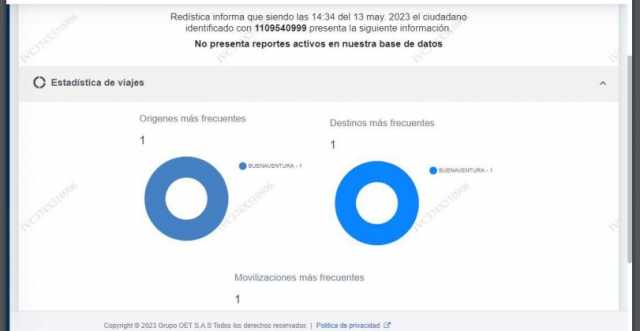 Redística informa que siendo las 14:34 del 13 may. 2023 el ciudadano
identificado con 1109540999 presenta la siguiente información.
No presenta reportes activos en nuestra base de datos
Estadística de viajes
Origenes más frecuentes
1
BUENAVENTURA - 1
Destinos más frecuentes
1
BUENAVENTURA - 1
Movilizaciones más frecuentes
1
Copyright © 2023 Grupo OET S.A.S Todos los derechos reservados. | Política de privacidad